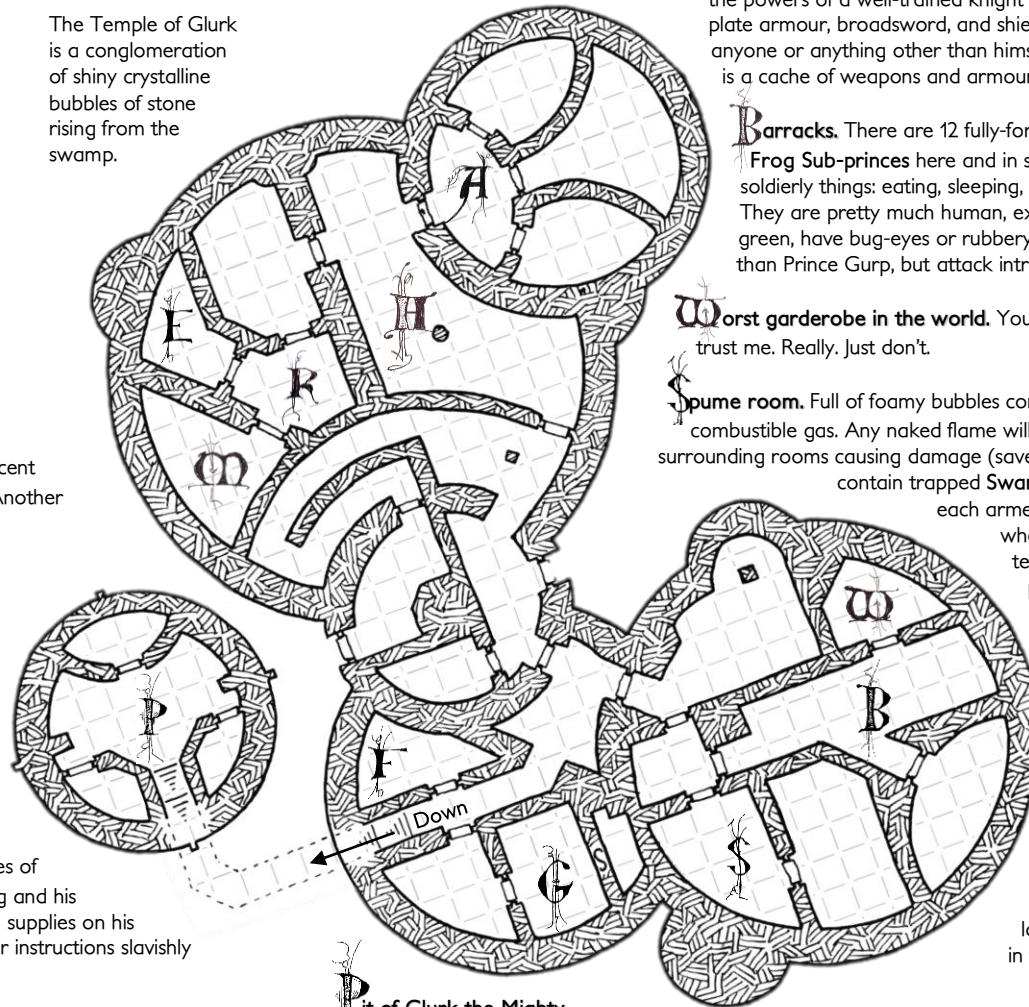 The Temple of Glurk
is a conglomeration
of shiny crystalline
bubbles of stone
rising from the
swamp.
the powers of a well-trained knight
plate armour, broadsword, and shie
anyone or anything other than hims
is a cache of weapons and armour
Barracks. There are 12 fully-for
Frog Sub-princes here and in s
soldierly things: eating, sleeping,
They are pretty much human, ex
green, have bug-eyes or rubbery
than Prince Gurp, but attack intr
Worst garderobe in the world. You
trust me. Really. Just don't.
Spume room. Full of foamy bubbles con
combustible gas. Any naked flame will
surrounding rooms causing damage (save
contain trapped Swar
each arme
who
te
A
H
E
K
M
cent
Another
W
B
P
F
Down
S
G
S
es of
g and his
supplies on his
r instructions slavishly
lo
in
Pit of Glurk the Mighty